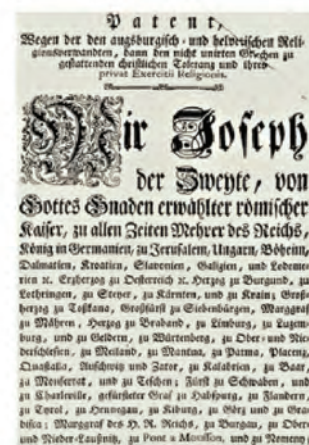 Patent,
Wegen der den augsburgisch- und helvetischen Reli-
gionsverwandten, dann den nicht unirten Griechen zu
gestattenden christlichen Toleranz und ihres
privat Exercitii Religionis.
Wir Joseph
der Zweyte, von
Gottes Gnaden erwählter römischer
Kaiser, zu allen Zeiten Mehrer des Reichs,
König in Germanien, zu Jerusalem, Ungarn, Böheim,
Dalmatien, Kroatien, Slavonien, Galizien, und Lodome-
rien ꝛc. Erzherzog zu Oesterreich ꝛc. Herzog zu Burgund, zu
Lothringen, zu Steyer, zu Kärnten, und zu Krain; Groß-
herzog zu Toskana, Großfürst zu Siebenbürgen, Marggraf
zu Mähren, Herzog zu Braband, zu Limburg, zu Luxem-
burg, und zu Geldern, zu Würtenberg, zu Ober- und Nie-
derschlesien, zu Meiland, zu Mantua, zu Parma, Placenz,
Quastalla, Auschwitz und Zator, zu Kalabrien, zu Baar,
zu Monferrat, und zu Teschen; Fürst zu Schwaben, und
zu Charleville, gefürsteter Graf zu Habspurg, zu Flandern,
zu Tyrol, zu Hennegau, zu Kiburg, zu Görz und zu Gra-
disca; Marggraf des H. R. Reichs, zu Burgau, zu Ober
und Nieder-Laußnitz, zu Pont a Mousson, und zu Nomeny